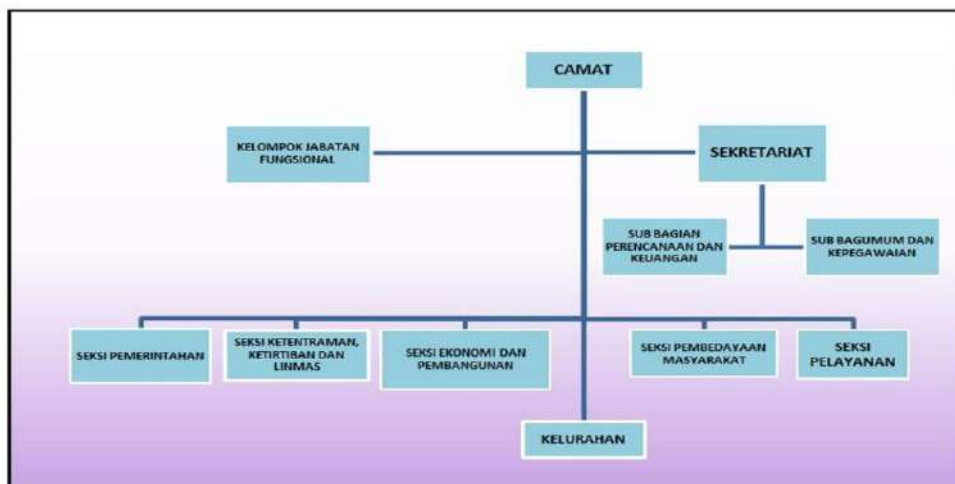 CAMAT
KELOMPOK JABATAN
FUNGSIONAL
SEKRETARIAT
SUB BAGIAN
PERENCANAAN DAN
KEUANGAN
SUB BAGUMUM DAN
KEPEGAWAIAN
SEKSI PEMERINTAHAN
SEKSI KETENTRAMAN,
KETIRTIBAN DAN
LINMAS
SEKSI EKONOMI DAN
PEMBANGUNAN
SEKSI PEMBEDAYAAN
MASYARAKAT
SEKSI
PELAYANAN
KELURAHAN